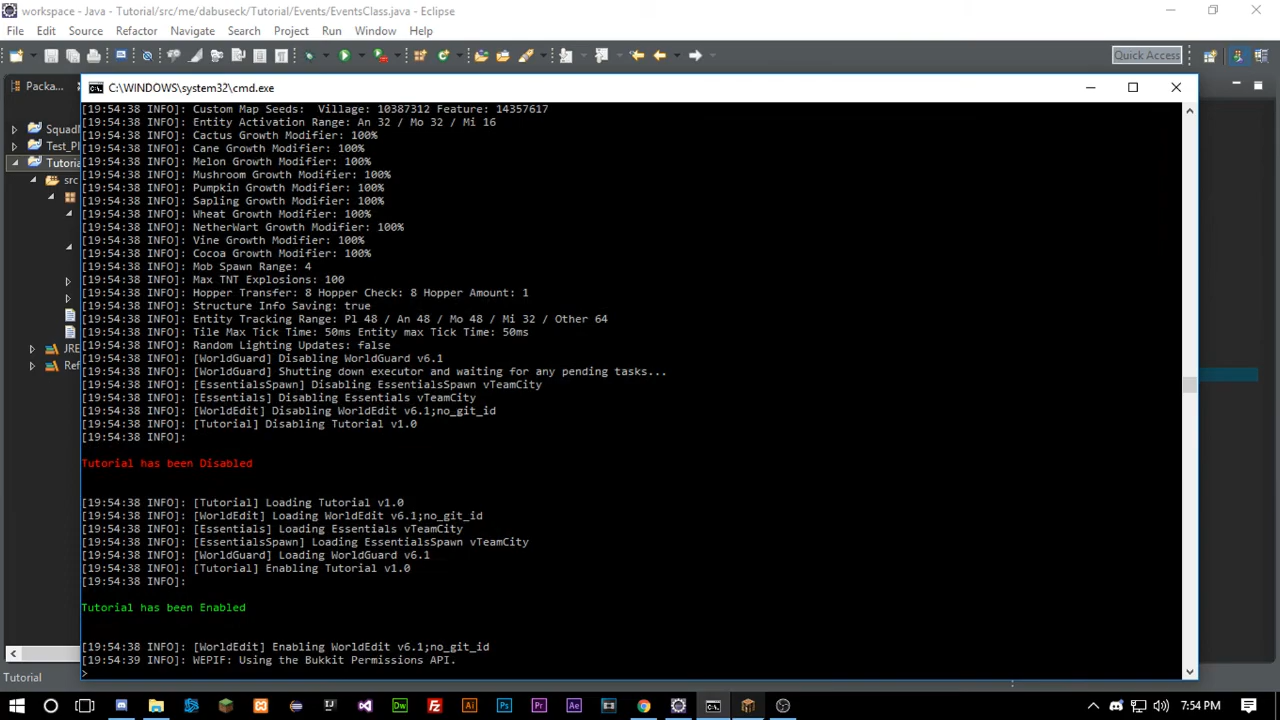 workspace - Java - Tutorial/src/me/dabuseck/Tutorial/Events/EventsClass.java - Eclipse
File Edit Source Refactor Navigate Search Project Run Window Help
Quick Access
Packa...
C:\WINDOWS\system32\cmd.exe
Squad
Test_Pl
Tutoria
src
JRE
Ref
[19:54:38 INFO]: Custom Map Seeds:  Village: 10387312 Feature: 14357617
[19:54:38 INFO]: Entity Activation Range: An 32 / Mo 32 / Mi 16
[19:54:38 INFO]: Cactus Growth Modifier: 100%
[19:54:38 INFO]: Cane Growth Modifier: 100%
[19:54:38 INFO]: Melon Growth Modifier: 100%
[19:54:38 INFO]: Mushroom Growth Modifier: 100%
[19:54:38 INFO]: Pumpkin Growth Modifier: 100%
[19:54:38 INFO]: Sapling Growth Modifier: 100%
[19:54:38 INFO]: Wheat Growth Modifier: 100%
[19:54:38 INFO]: NetherWart Growth Modifier: 100%
[19:54:38 INFO]: Vine Growth Modifier: 100%
[19:54:38 INFO]: Cocoa Growth Modifier: 100%
[19:54:38 INFO]: Mob Spawn Range: 4
[19:54:38 INFO]: Max TNT Explosions: 100
[19:54:38 INFO]: Hopper Transfer: 8 Hopper Check: 8 Hopper Amount: 1
[19:54:38 INFO]: Structure Info Saving: true
[19:54:38 INFO]: Entity Tracking Range: Pl 48 / An 48 / Mo 48 / Mi 32 / Other 64
[19:54:38 INFO]: Tile Max Tick Time: 50ms Entity max Tick Time: 50ms
[19:54:38 INFO]: Random Lighting Updates: false
[19:54:38 INFO]: [WorldGuard] Disabling WorldGuard v6.1
[19:54:38 INFO]: [WorldGuard] Shutting down executor and waiting for any pending tasks...
[19:54:38 INFO]: [EssentialsSpawn] Disabling EssentialsSpawn vTeamCity
[19:54:38 INFO]: [Essentials] Disabling Essentials vTeamCity
[19:54:38 INFO]: [WorldEdit] Disabling WorldEdit v6.1;no_git_id
[19:54:38 INFO]: [Tutorial] Disabling Tutorial v1.0
[19:54:38 INFO]:
Tutorial has been Disabled
[19:54:38 INFO]: [Tutorial] Loading Tutorial v1.0
[19:54:38 INFO]: [WorldEdit] Loading WorldEdit v6.1;no_git_id
[19:54:38 INFO]: [Essentials] Loading Essentials vTeamCity
[19:54:38 INFO]: [EssentialsSpawn] Loading EssentialsSpawn vTeamCity
[19:54:38 INFO]: [WorldGuard] Loading WorldGuard v6.1
[19:54:38 INFO]: [Tutorial] Enabling Tutorial v1.0
[19:54:38 INFO]:
Tutorial has been Enabled
[19:54:38 INFO]: [WorldEdit] Enabling WorldEdit v6.1;no_git_id
[19:54:39 INFO]: WEPIF: Using the Bukkit Permissions API.
>
Tutorial
Dw Fz Ai Ps Pr Ae
7:54 PM